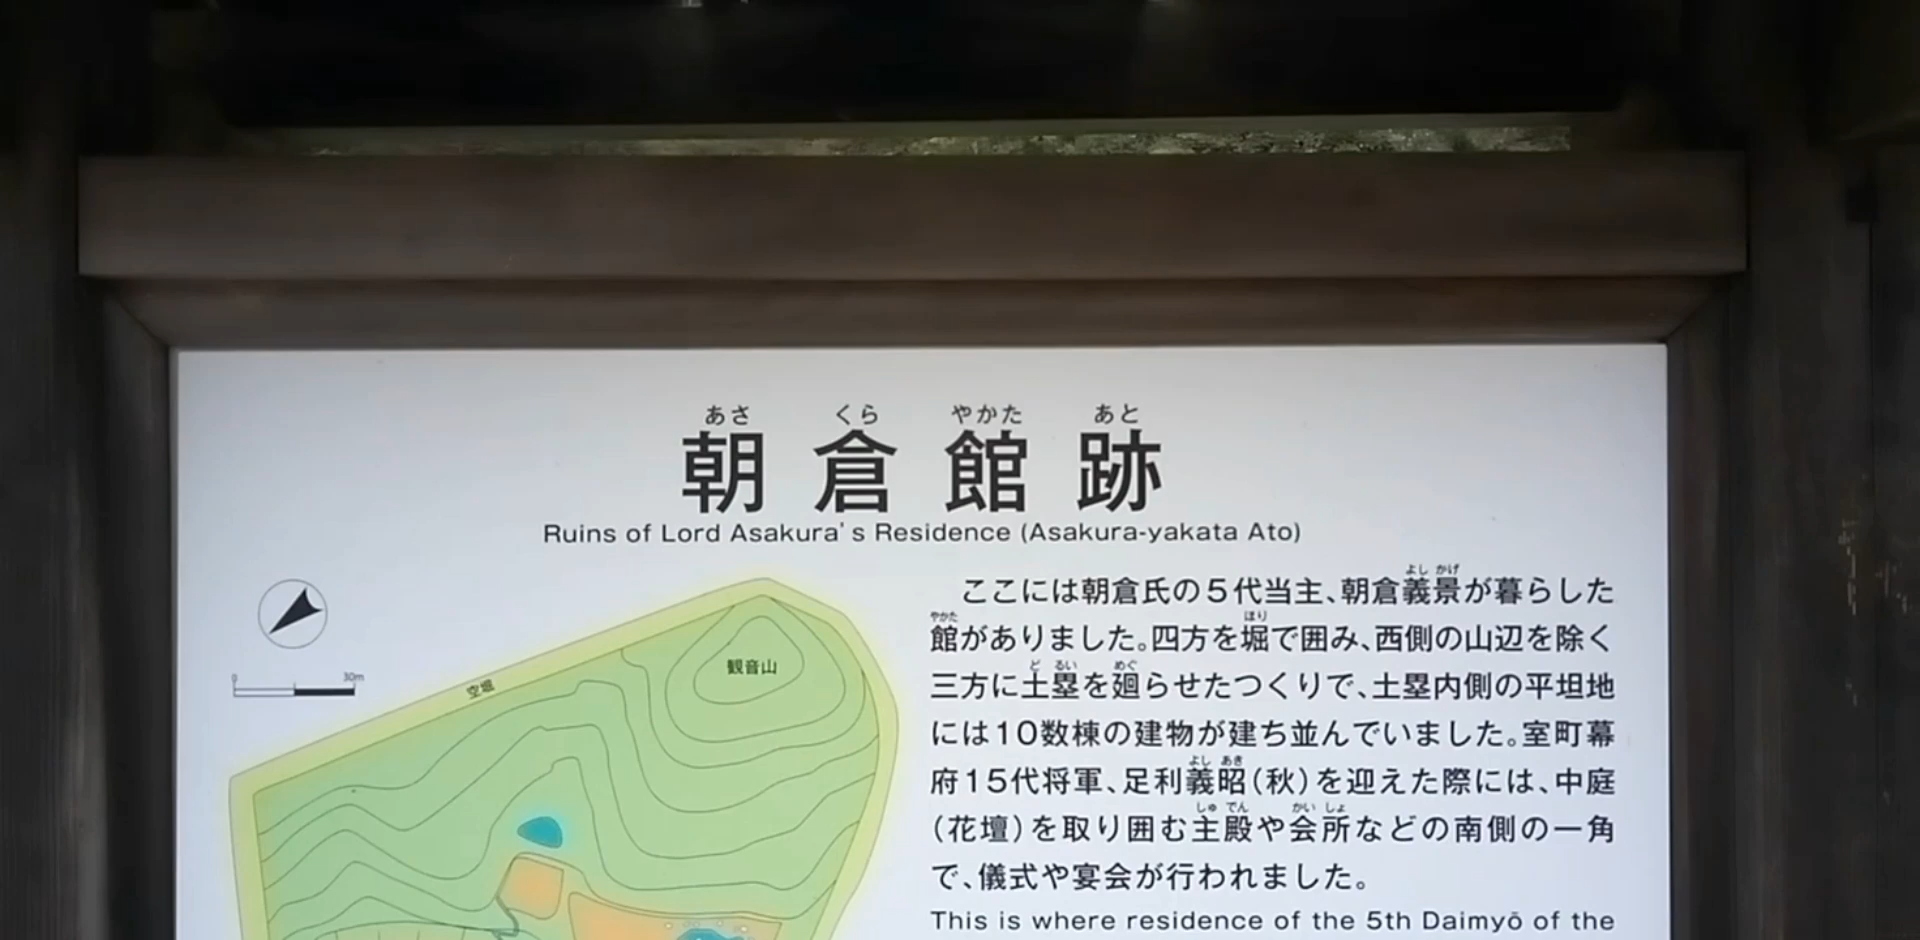 あさ くら やかた あと
朝倉館跡
Ruins of Lord Asakura's Residence (Asakura-yakata Ato)
0 30m
空堀
観音山
よし かげ
ここには朝倉氏の5代当主、朝倉義景が暮らした
やかた ほり
館がありました。四方を堀で囲み、西側の山辺を除く
ど るい めぐ
三方に土塁を廻らせたつくりで、土塁内側の平坦地
には10数棟の建物が建ち並んでいました。室町幕
よし あき
府15代将軍、足利義昭(秋)を迎えた際には、中庭
しゅ でん かい しょ
(花壇)を取り囲む主殿や会所などの南側の一角
で、儀式や宴会が行われました。
This is where residence of the 5th Daimyō of the